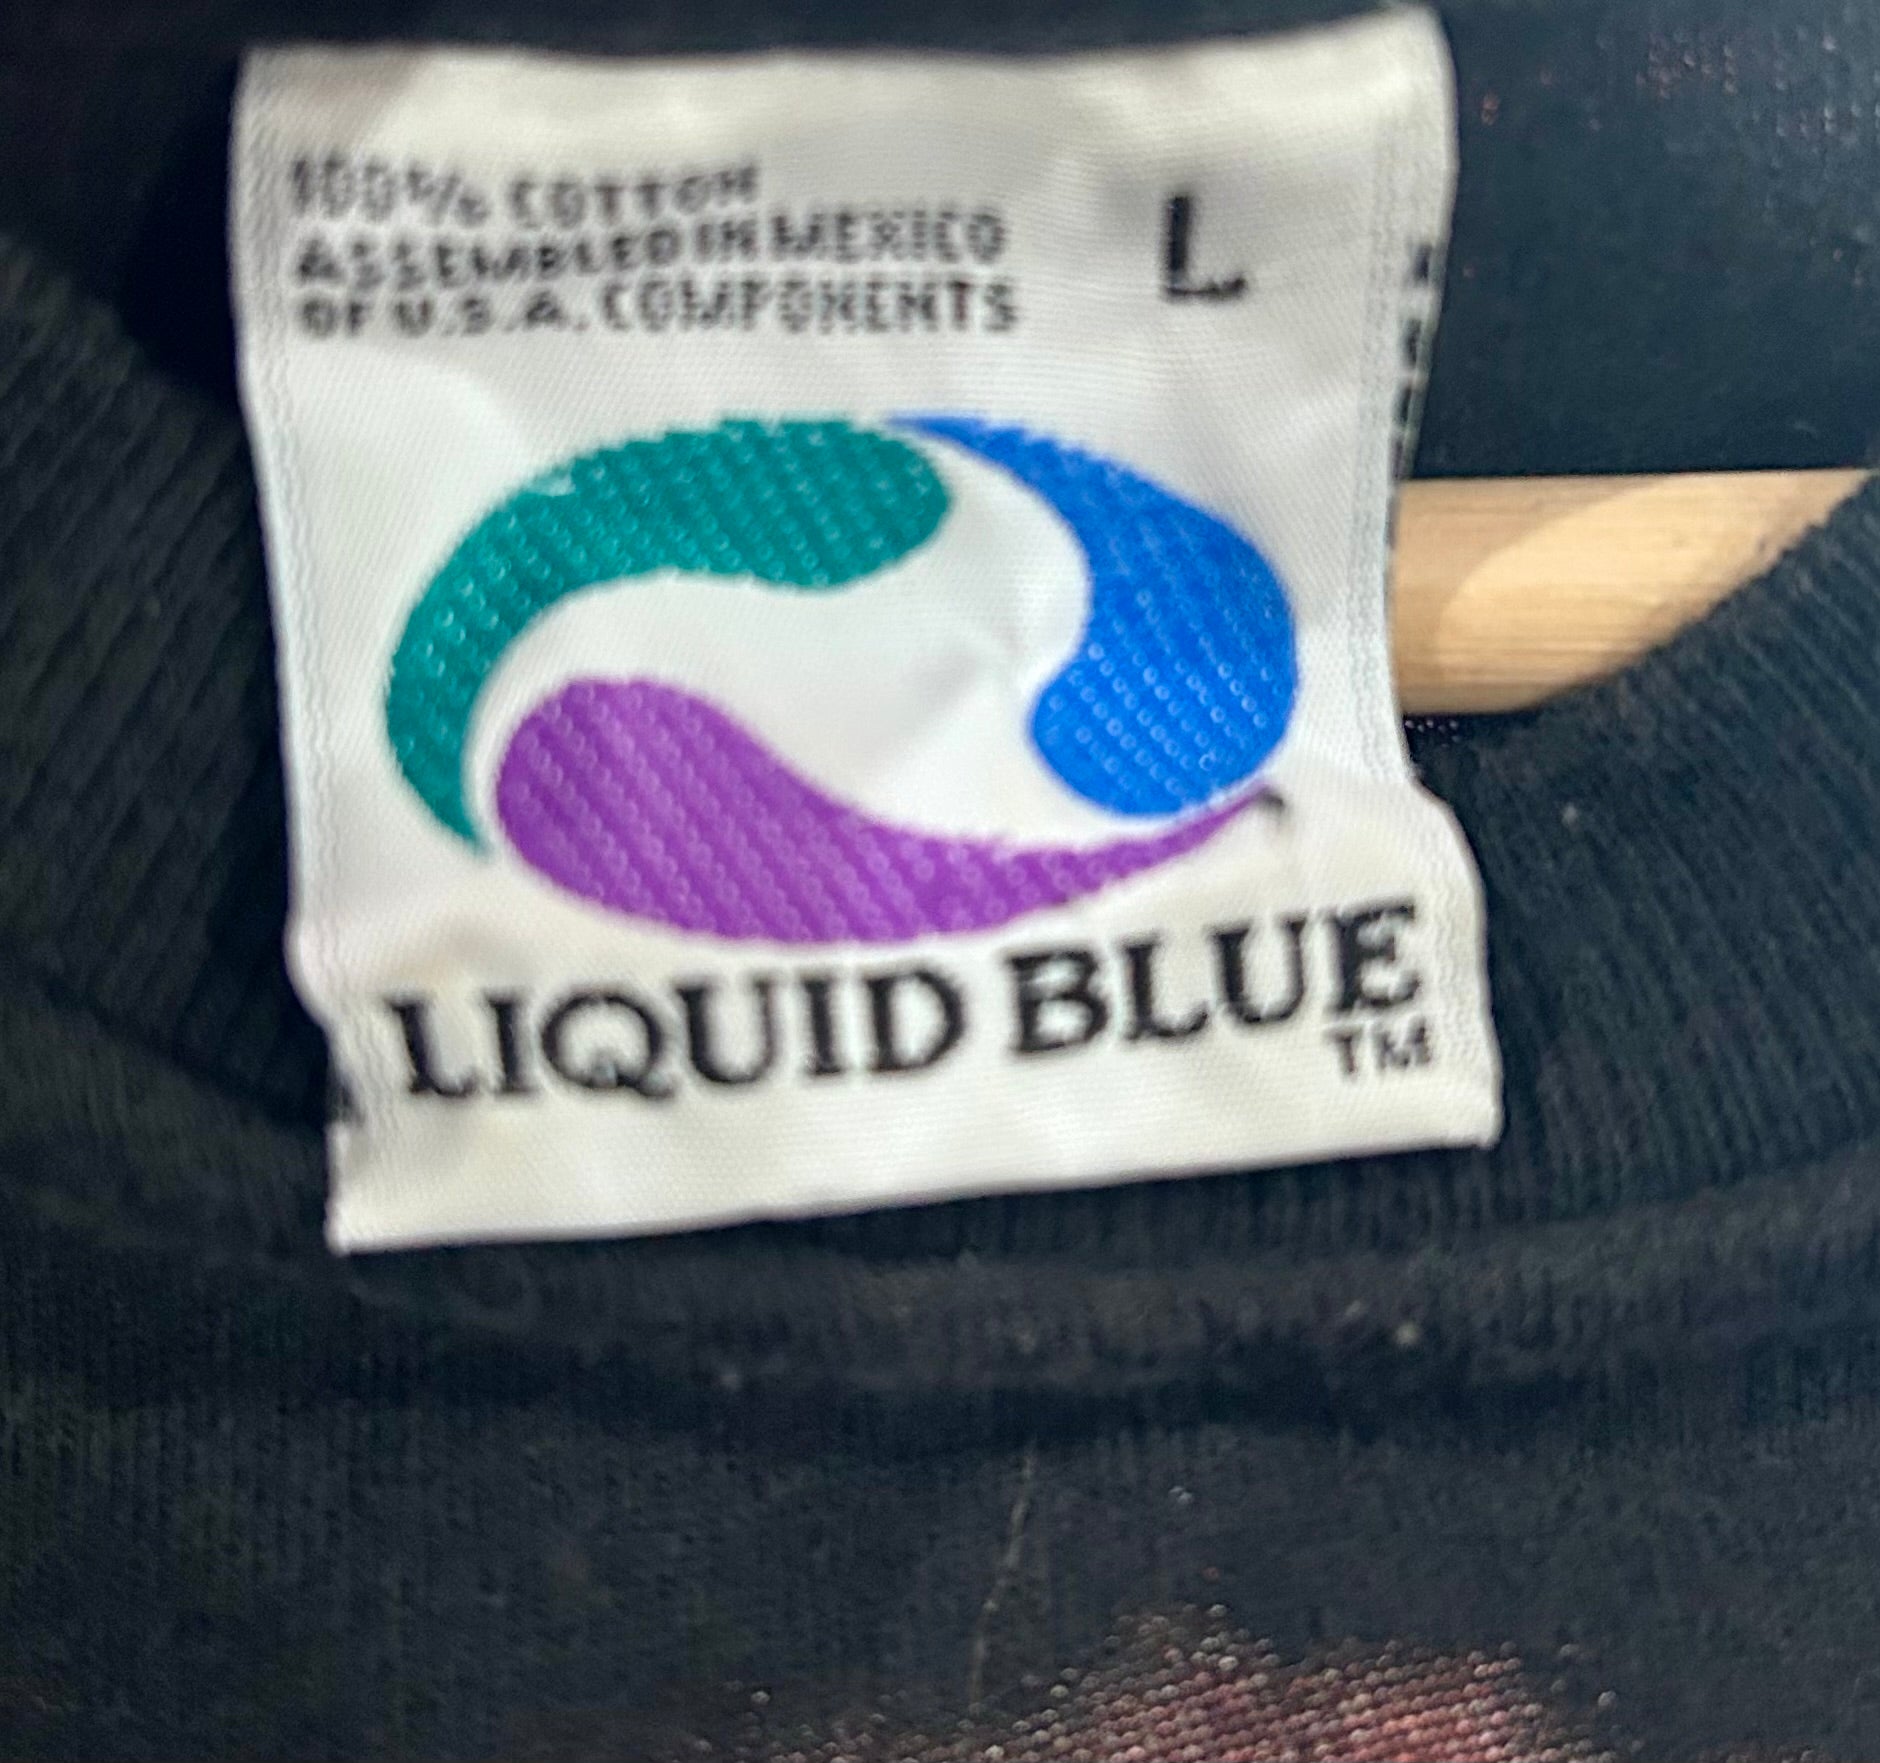 100% COTTON
ASSEMBLED IN MEXICO
OF U.S.A. COMPONENTS
L
LIQUID BLUE
TM